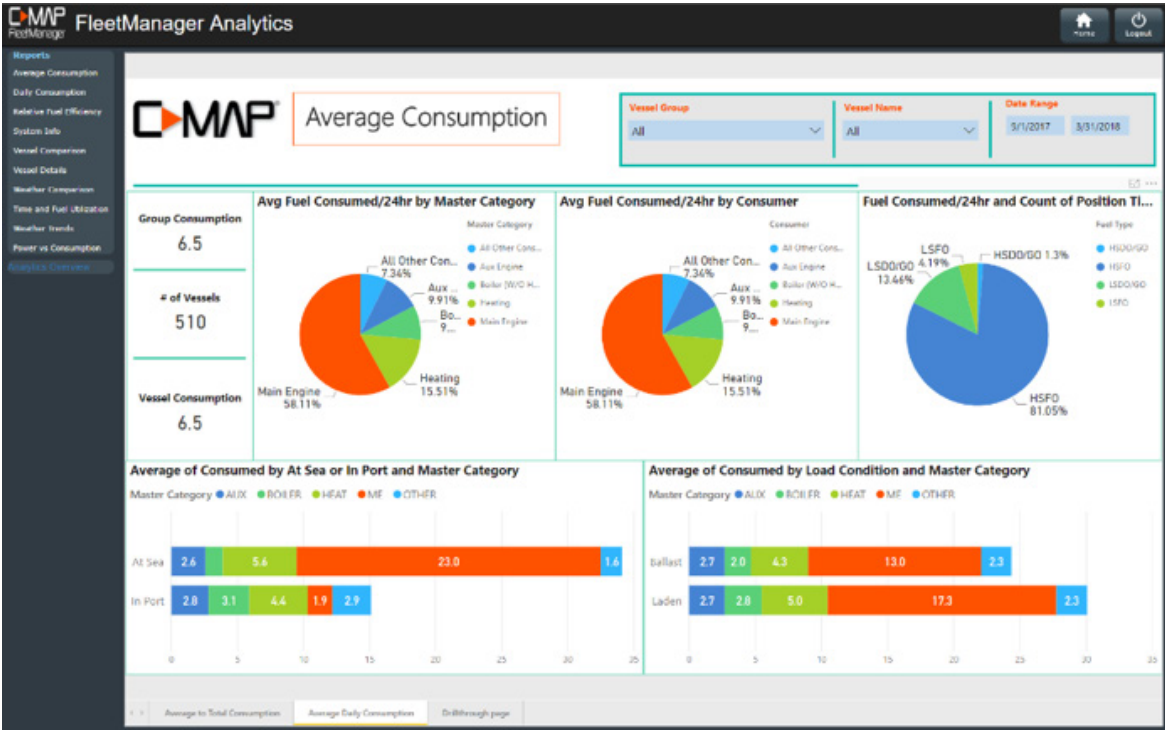 C-MAP
FleetManager
FleetManager Analytics
Home
Logout
Reports
Average Consumption
Daily Consumption
Relative Fuel Efficiency
System Info
Vessel Comparison
Vessel Details
Weather Comparison
Time and Fuel Utilization
Weather Trends
Power vs Consumption
Analytics Overview
C-MAP
Average Consumption
Vessel Group
All
Vessel Name
All
Date Range
3/31/2018
Group Consumption
6.5
# of Vessels
510
Vessel Consumption
6.5
Avg Fuel Consumed/24hr by Master Category
Master Category
All Other Cons...
Aux Engine
Boiler (W/O H...
Heating
Main Engine
All Other Con...
7.34%
Aux ...
9.91%
Bo...
9....
Heating
15.51%
Main Engine
58.11%
Avg Fuel Consumed/24hr by Consumer
Consumer
All Other Cons...
Aux Engine
Boiler (W/O H...
Heating
Main Engine
All Other Con...
7.34%
Aux ...
9.91%
Bo...
9....
Heating
15.51%
Main Engine
58.11%
Fuel Consumed/24hr and Count of Position Ti...
Fuel Type
HSDO/GO
HSFO
LSDO/GO
LSFO
LSFO
4.19%
HSDO/GO 1.3%
LSDO/GO
13.46%
HSFO
81.05%
Average of Consumed by At Sea or In Port and Master Category
Master Category AUX BOILER HEAT ME OTHER
At Sea 2.6 5.6 23.0 1.6
In Port 2.8 3.1 4.4 1.9 2.9
0 5 10 15 20 25 30 35
Average of Consumed by Load Condition and Master Category
Master Category AUX BOILER HEAT ME OTHER
ballast 2.7 2.0 4.3 13.0 2.3
Laden 2.7 2.8 5.0 17.3 2.3
0 5 10 15 20 25 30 35
Average to Total Consumption
Average Daily Consumption
Drillthrough page